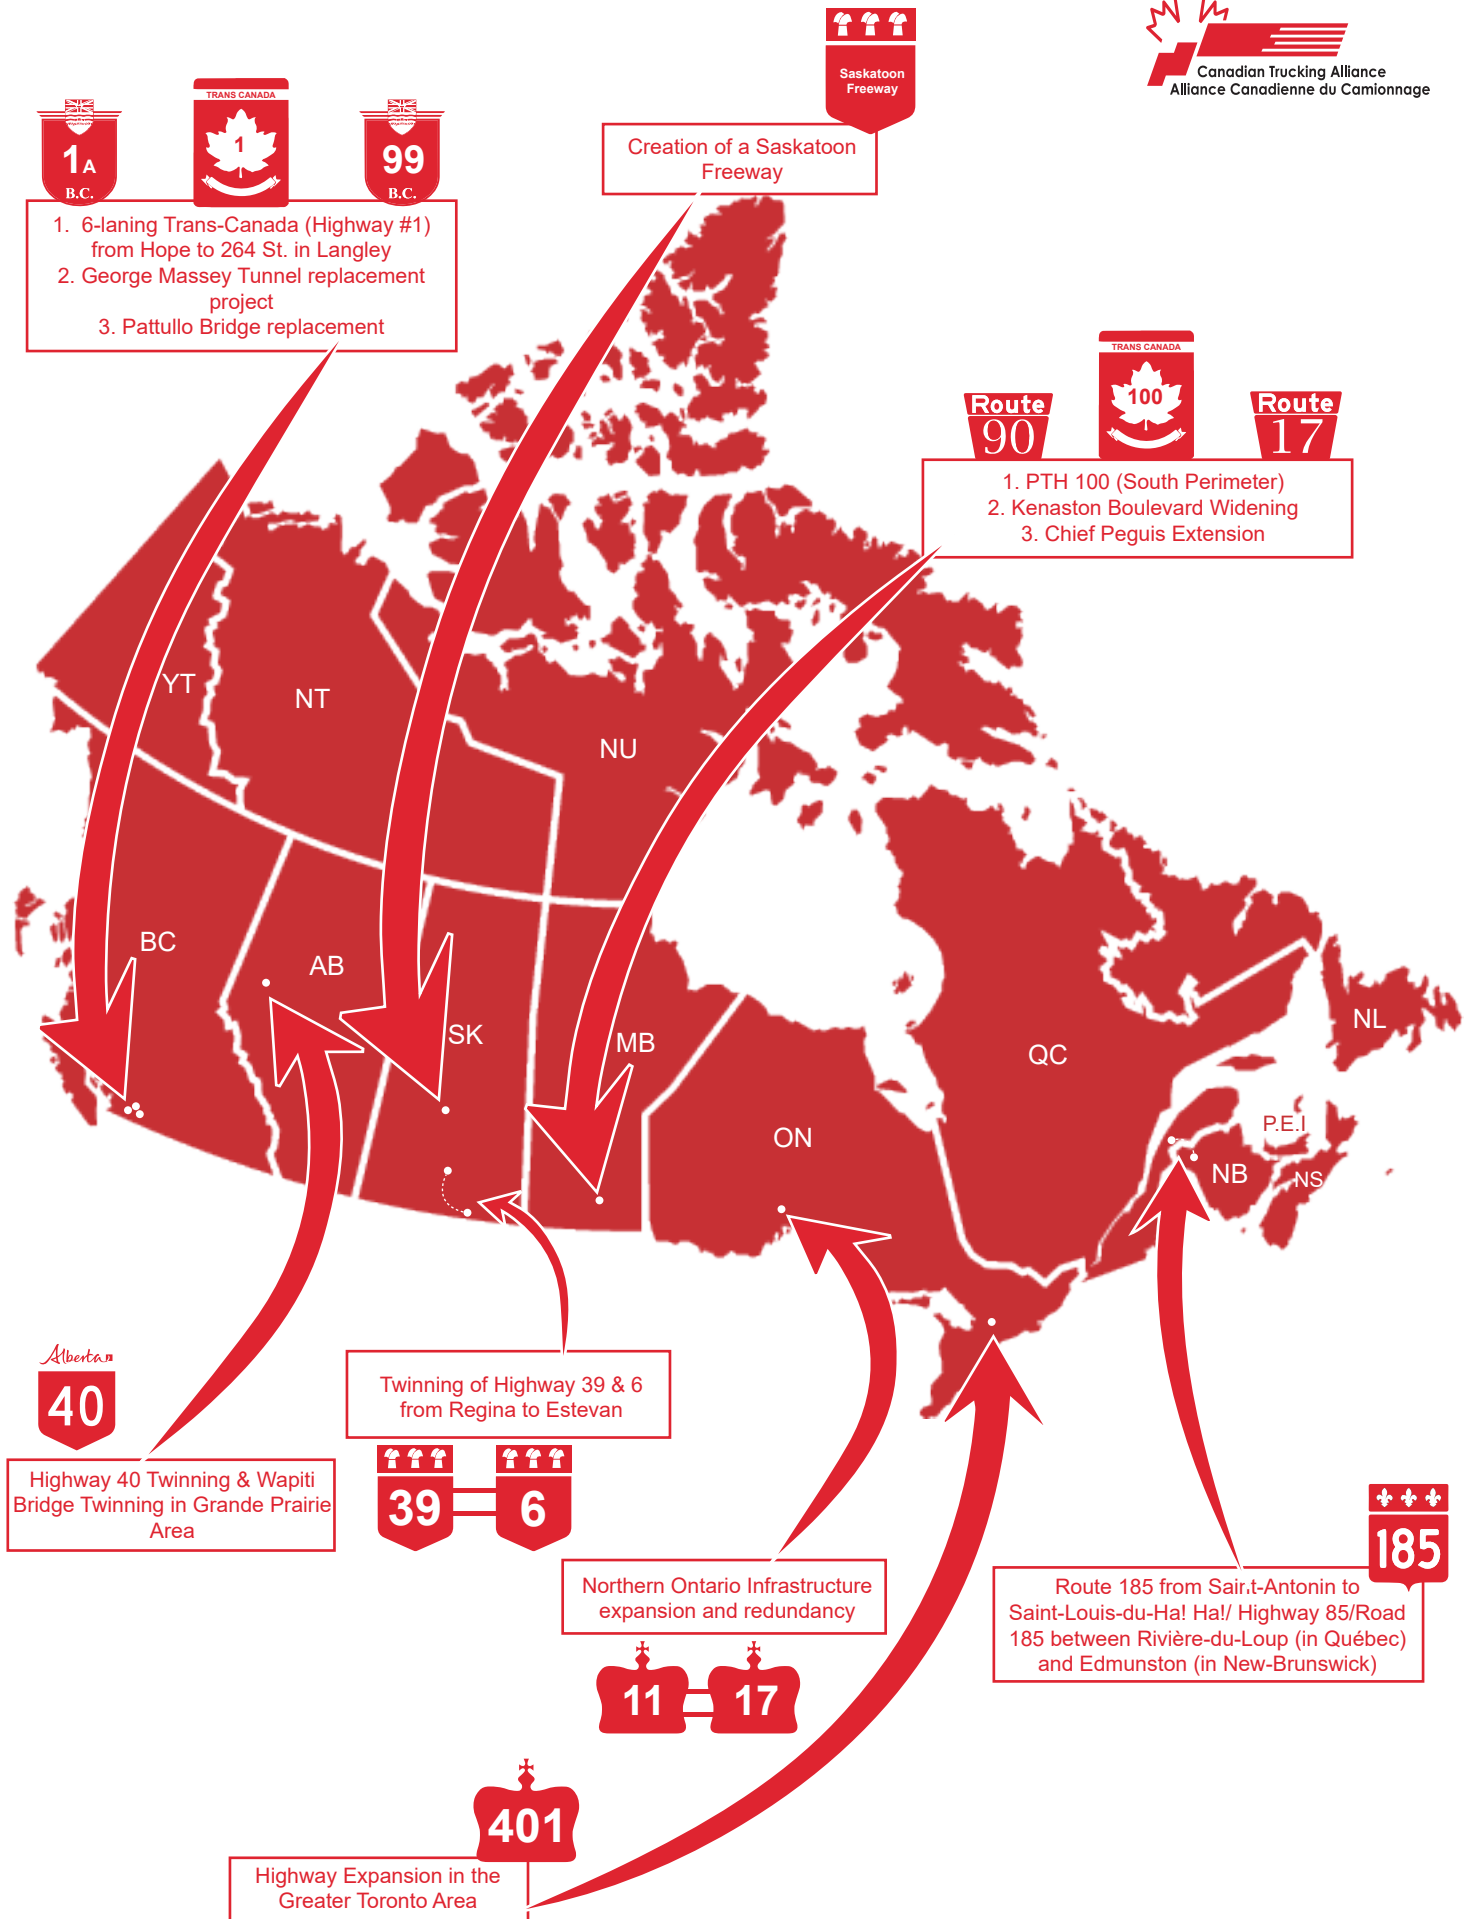 Saskatoon
Freeway
Canadian Trucking Alliance
Alliance Canadienne du Camionnage
TRANS CANADA
1
1A
B.C.
99
B.C.
Creation of a Saskatoon
Freeway
1. 6-laning Trans-Canada (Highway #1)
from Hope to 264 St. in Langley
2. George Massey Tunnel replacement
project
3. Pattullo Bridge replacement
TRANS CANADA
100
Route
90
Route
17
1. PTH 100 (South Perimeter)
2. Kenaston Boulevard Widening
3. Chief Peguis Extension
YT
NT
NU
BC
AB
SK
MB
ON
QC
NL
P.E.I
NB
NS
Alberta
40
Highway 40 Twinning & Wapiti
Bridge Twinning in Grande Prairie
Area
Twinning of Highway 39 & 6
from Regina to Estevan
39
6
Northern Ontario Infrastructure
expansion and redundancy
11
17
185
Route 185 from Saint-Antonin to
Saint-Louis-du-Ha! Ha!/ Highway 85/Road
185 between Rivière-du-Loup (in Québec)
and Edmunston (in New-Brunswick)
401
Highway Expansion in the
Greater Toronto Area